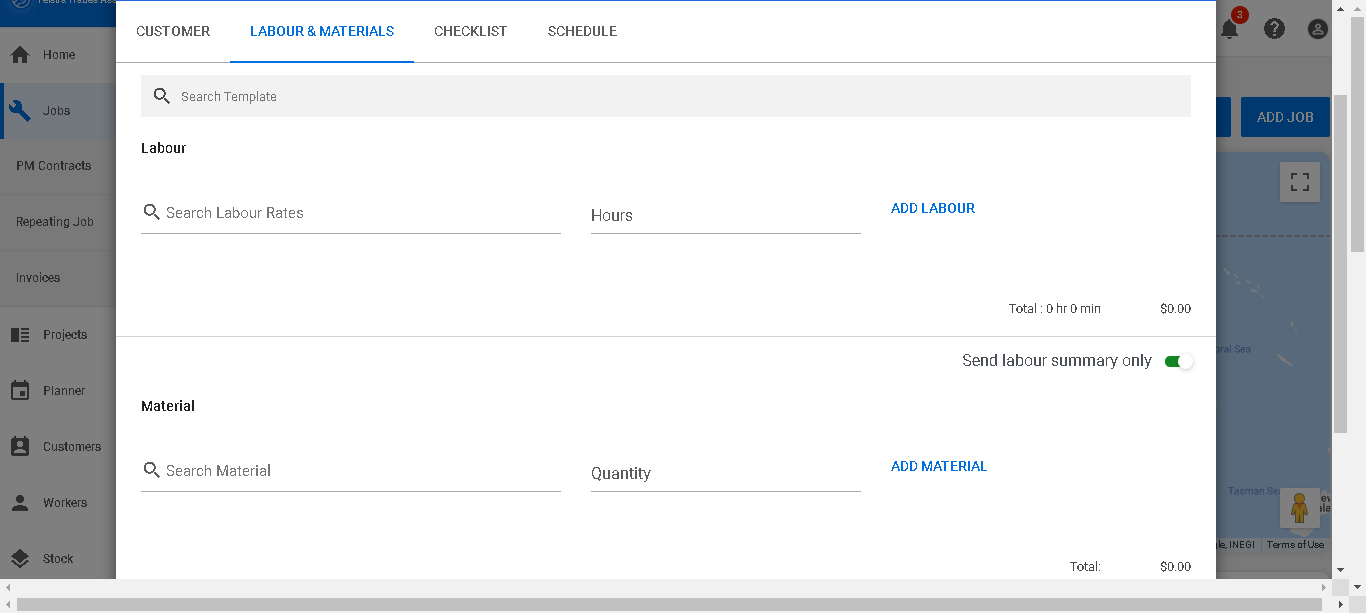 Telstra Trades Ass
CUSTOMER
LABOUR & MATERIALS
CHECKLIST
SCHEDULE
3
Home
Jobs
PM Contracts
Repeating Job
Invoices
Projects
Planner
Customers
Workers
Stock
Search Template
ADD JOB
Labour
Search Labour Rates
Hours
ADD LABOUR
Total : 0 hr 0 min
$0.00
Send labour summary only
Material
Search Material
Quantity
ADD MATERIAL
Total:
$0.00
oral Sea
Tasman Sea
gle, INEGI
Terms of Use